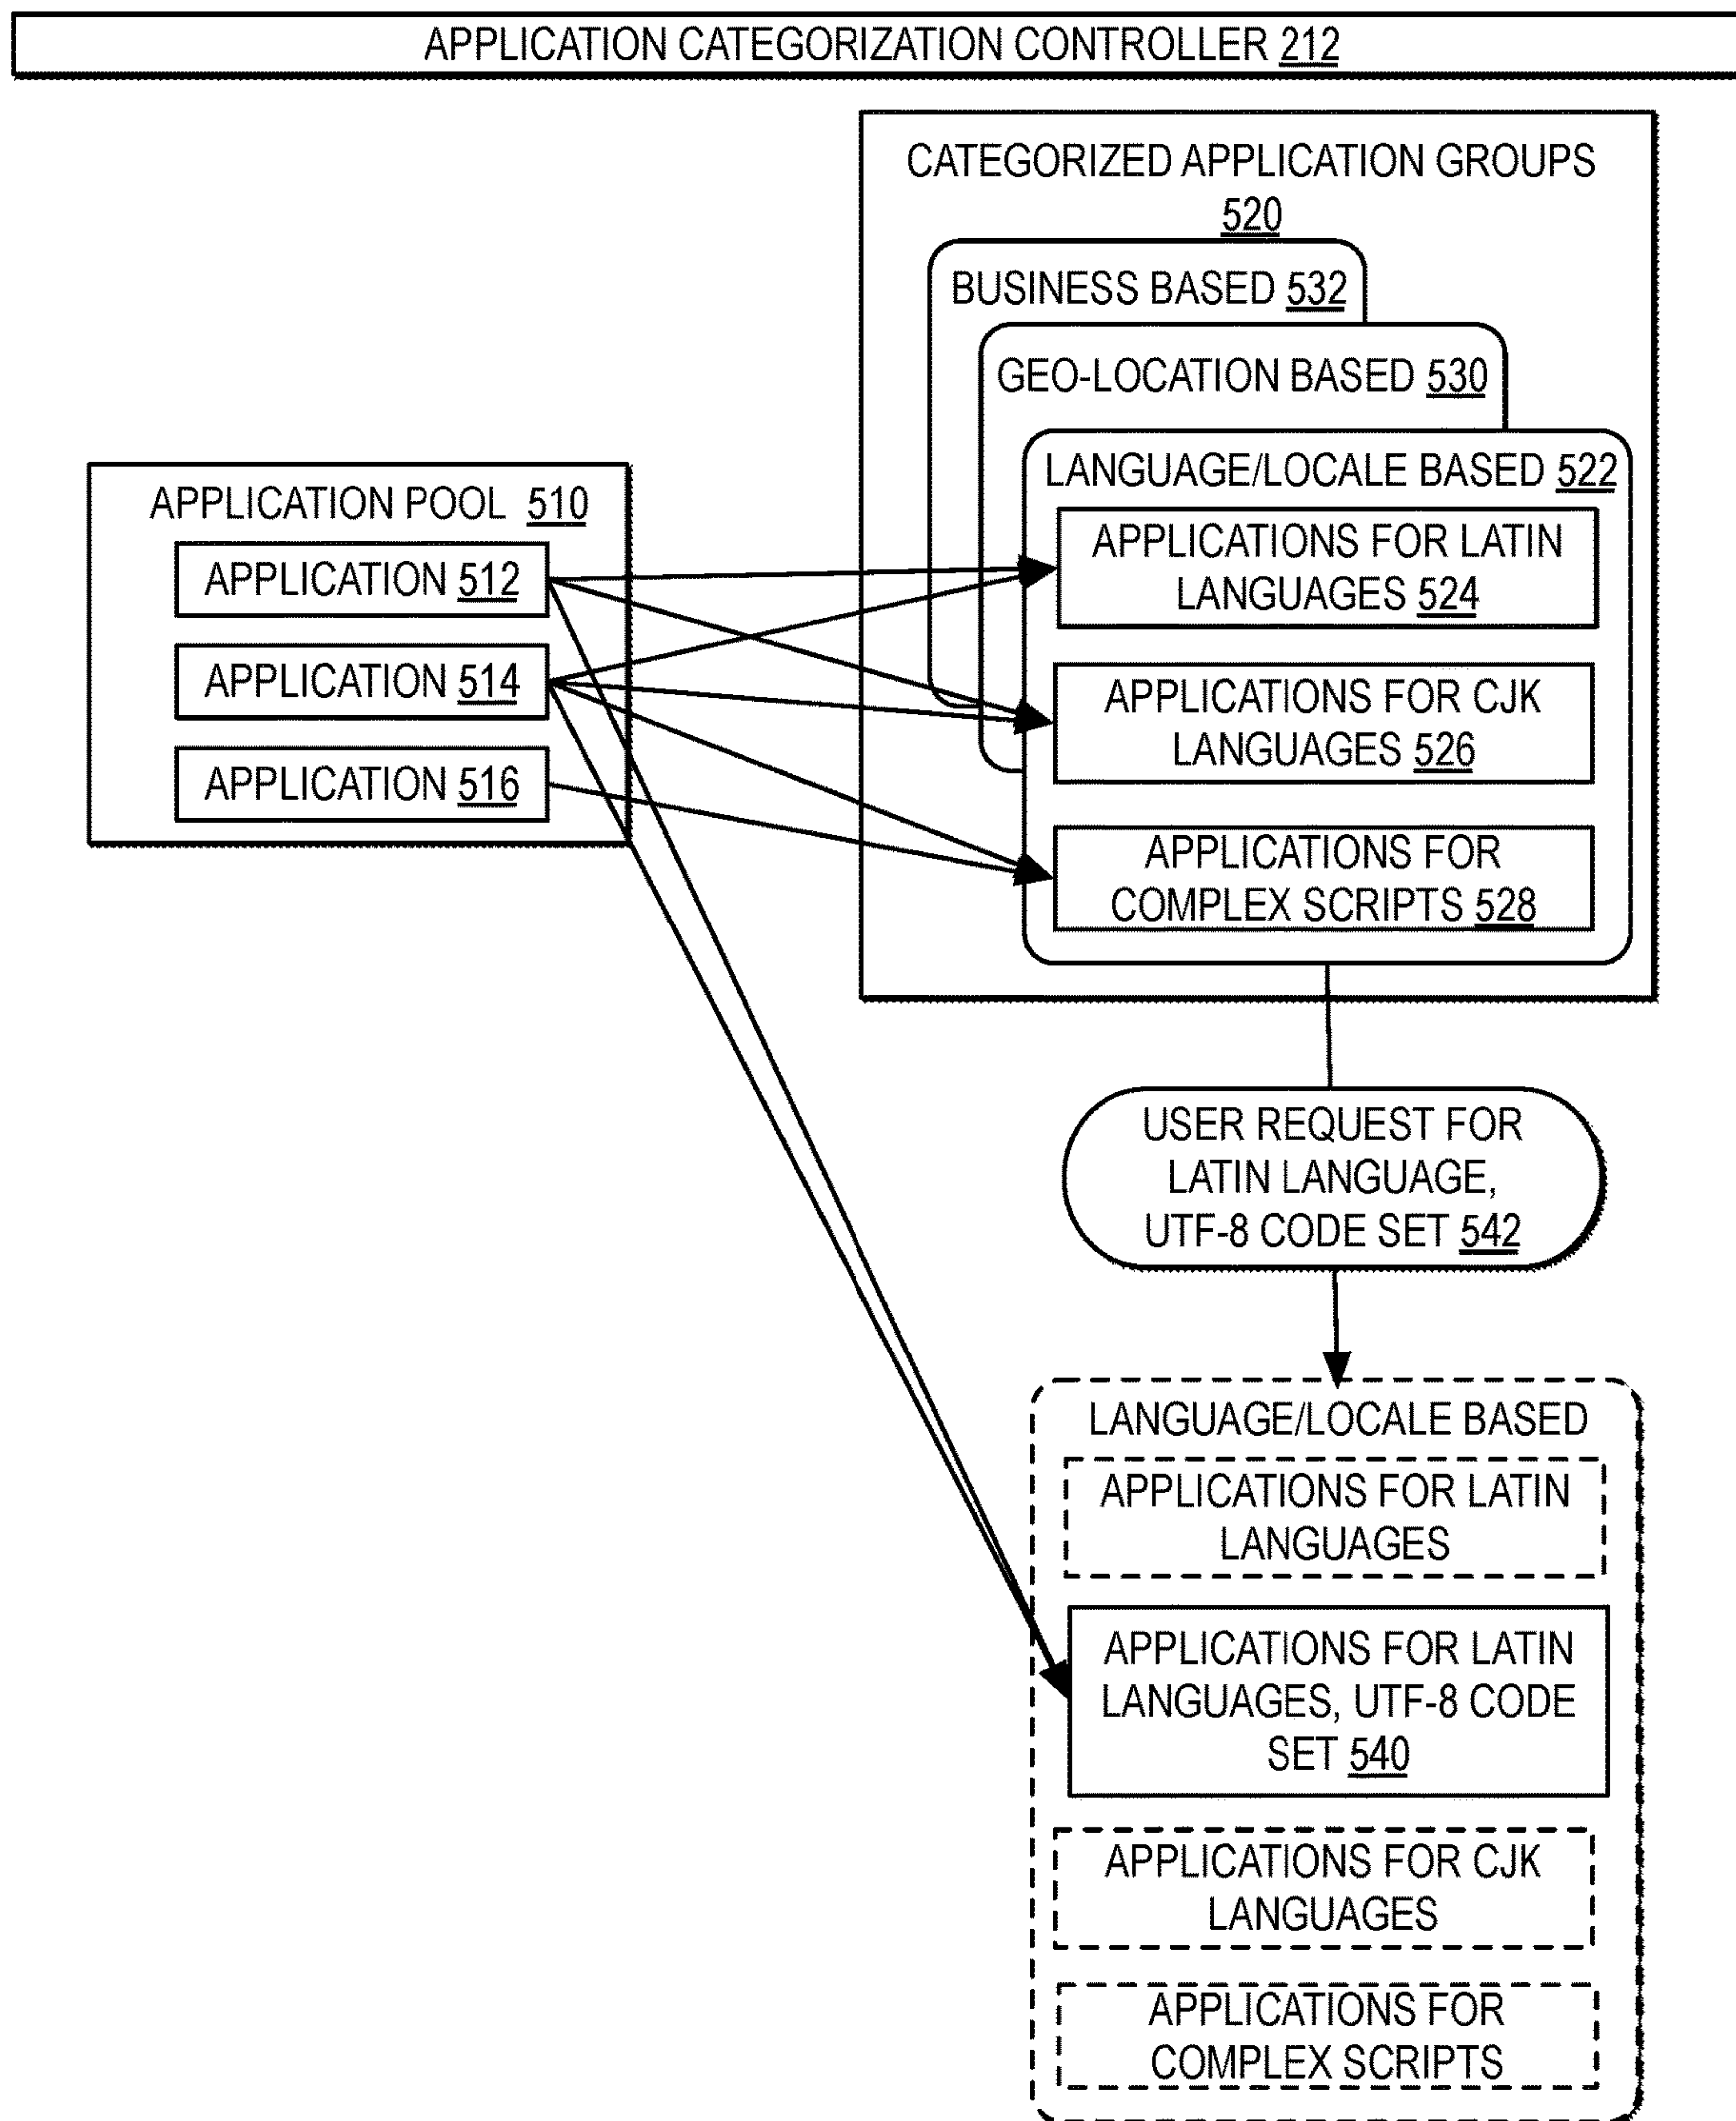 APPLICATION CATEGORIZATION CONTROLLER 212
CATEGORIZED APPLICATION GROUPS
520
BUSINESS BASED 532
GEO-LOCATION BASED 530
LANGUAGE/LOCALE BASED 522
APPLICATIONS FOR LATIN
LANGUAGES 524
APPLICATIONS FOR CJK
LANGUAGES 526
APPLICATIONS FOR
COMPLEX SCRIPTS 528
APPLICATION POOL 510
APPLICATION 512
APPLICATION 514
APPLICATION 516
USER REQUEST FOR
LATIN LANGUAGE,
UTF-8 CODE SET 542
LANGUAGE/LOCALE BASED
APPLICATIONS FOR LATIN
LANGUAGES
APPLICATIONS FOR LATIN
LANGUAGES, UTF-8 CODE
SET 540
APPLICATIONS FOR CJK
LANGUAGES
APPLICATIONS FOR
COMPLEX SCRIPTS